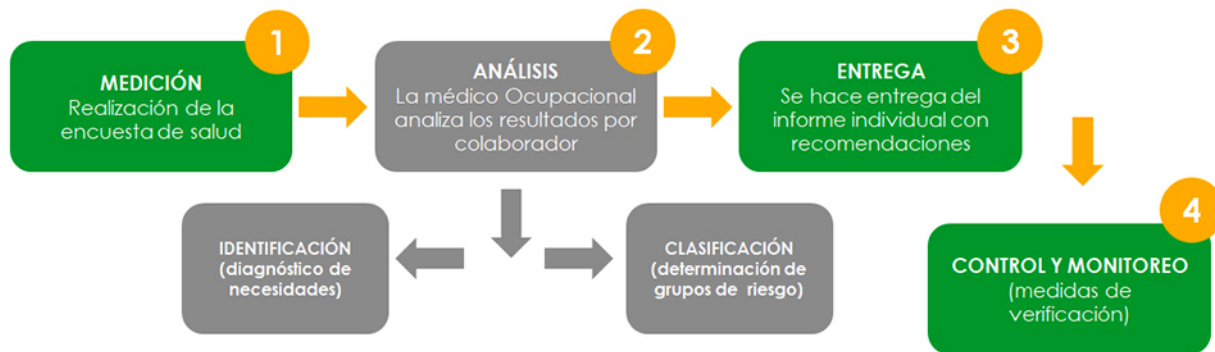 1
MEDICIÓN
Realización de la
encuesta de salud
2
ANÁLISIS
La médico Ocupacional
analiza los resultados por
colaborador
3
ENTREGA
Se hace entrega del
informe individual con
recomendaciones
IDENTIFICACIÓN
(diagnóstico de
necesidades)
CLASIFICACIÓN
(determinación de
grupos de riesgo)
4
CONTROL Y MONITOREO
(medidas de
verificación)